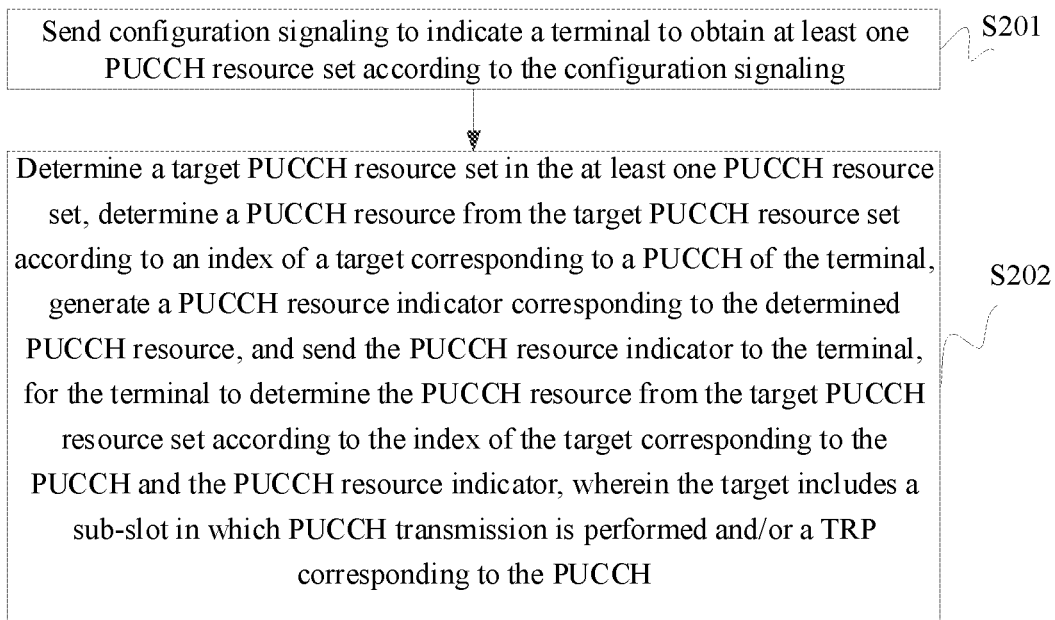 Send configuration signaling to indicate a terminal to obtain at least one
PUCCH resource set according to the configuration signaling
S201
Determine a target PUCCH resource set in the at least one PUCCH resource
set, determine a PUCCH resource from the target PUCCH resource set
according to an index of a target corresponding to a PUCCH of the terminal,
generate a PUCCH resource indicator corresponding to the determined
PUCCH resource, and send the PUCCH resource indicator to the terminal,
for the terminal to determine the PUCCH resource from the target PUCCH
resource set according to the index of the target corresponding to the
PUCCH and the PUCCH resource indicator, wherein the target includes a
sub-slot in which PUCCH transmission is performed and/or a TRP
corresponding to the PUCCH
S202